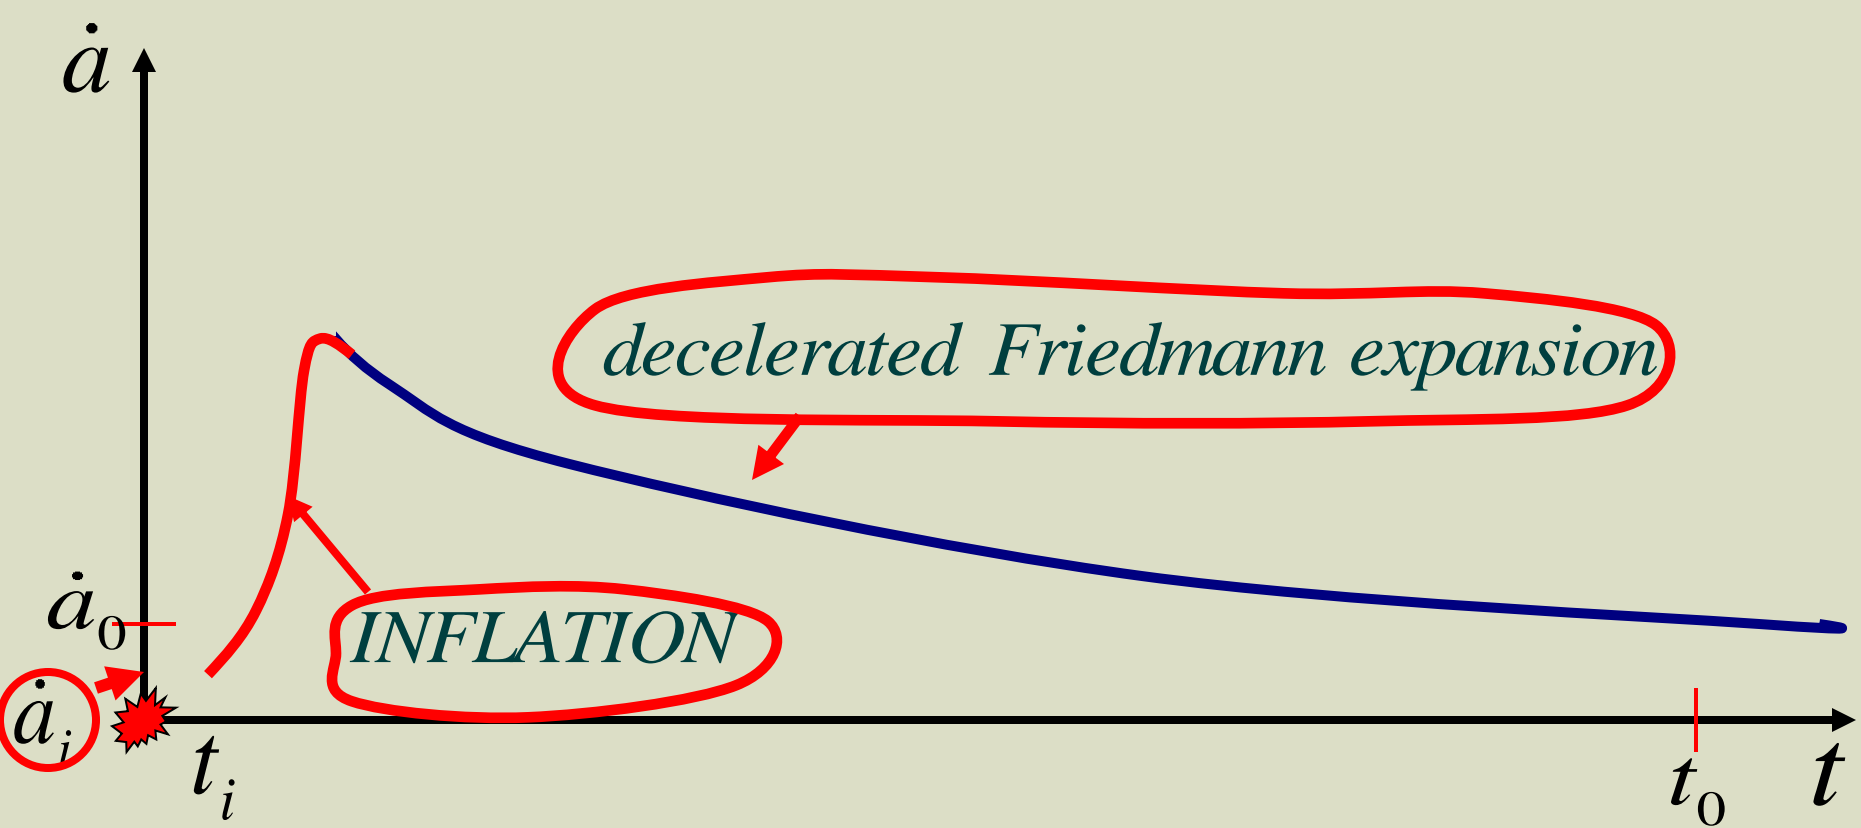 ȧ
decelerated Friedmann expansion
ȧ₀
INFLATION
ȧᵢ
tᵢ
t₀
t